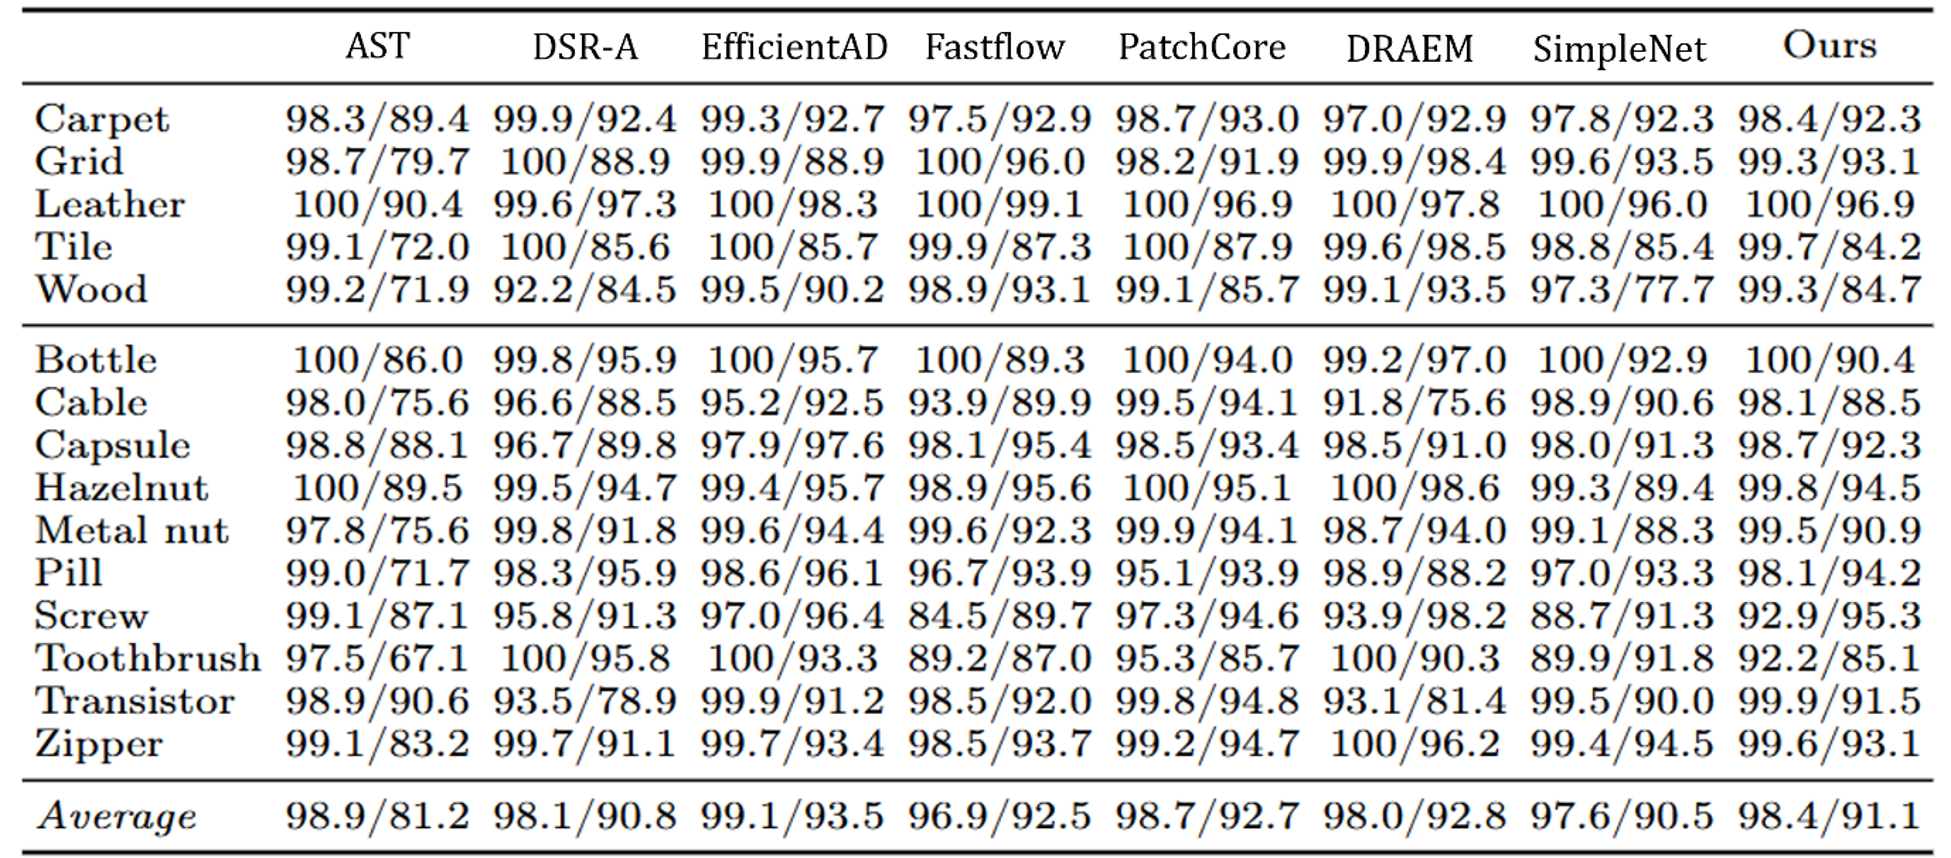 AST DSR-A EfficientAD Fastflow PatchCore DRAEM SimpleNet Ours
Carpet 98.3/89.4 99.9/92.4 99.3/92.7 97.5/92.9 98.7/93.0 97.0/92.9 97.8/92.3 98.4/92.3
Grid 98.7/79.7 100/88.9 99.9/88.9 100/96.0 98.2/91.9 99.9/98.4 99.6/93.5 99.3/93.1
Leather 100/90.4 99.6/97.3 100/98.3 100/99.1 100/96.9 100/97.8 100/96.0 100/96.9
Tile 99.1/72.0 100/85.6 100/85.7 99.9/87.3 100/87.9 99.6/98.5 98.8/85.4 99.7/84.2
Wood 99.2/71.9 92.2/84.5 99.5/90.2 98.9/93.1 99.1/85.7 99.1/93.5 97.3/77.7 99.3/84.7
Bottle 100/86.0 99.8/95.9 100/95.7 100/89.3 100/94.0 99.2/97.0 100/92.9 100/90.4
Cable 98.0/75.6 96.6/88.5 95.2/92.5 93.9/89.9 99.5/94.1 91.8/75.6 98.9/90.6 98.1/88.5
Capsule 98.8/88.1 96.7/89.8 97.9/97.6 98.1/95.4 98.5/93.4 98.5/91.0 98.0/91.3 98.7/92.3
Hazelnut 100/89.5 99.5/94.7 99.4/95.7 98.9/95.6 100/95.1 100/98.6 99.3/89.4 99.8/94.5
Metal nut 97.8/75.6 99.8/91.8 99.6/94.4 99.6/92.3 99.9/94.1 98.7/94.0 99.1/88.3 99.5/90.9
Pill 99.0/71.7 98.3/95.9 98.6/96.1 96.7/93.9 95.1/93.9 98.9/88.2 97.0/93.3 98.1/94.2
Screw 99.1/87.1 95.8/91.3 97.0/96.4 84.5/89.7 97.3/94.6 93.9/98.2 88.7/91.3 92.9/95.3
Toothbrush 97.5/67.1 100/95.8 100/93.3 89.2/87.0 95.3/85.7 100/90.3 89.9/91.8 92.2/85.1
Transistor 98.9/90.6 93.5/78.9 99.9/91.2 98.5/92.0 99.8/94.8 93.1/81.4 99.5/90.0 99.9/91.5
Zipper 99.1/83.2 99.7/91.1 99.7/93.4 98.5/93.7 99.2/94.7 100/96.2 99.4/94.5 99.6/93.1
Average 98.9/81.2 98.1/90.8 99.1/93.5 96.9/92.5 98.7/92.7 98.0/92.8 97.6/90.5 98.4/91.1